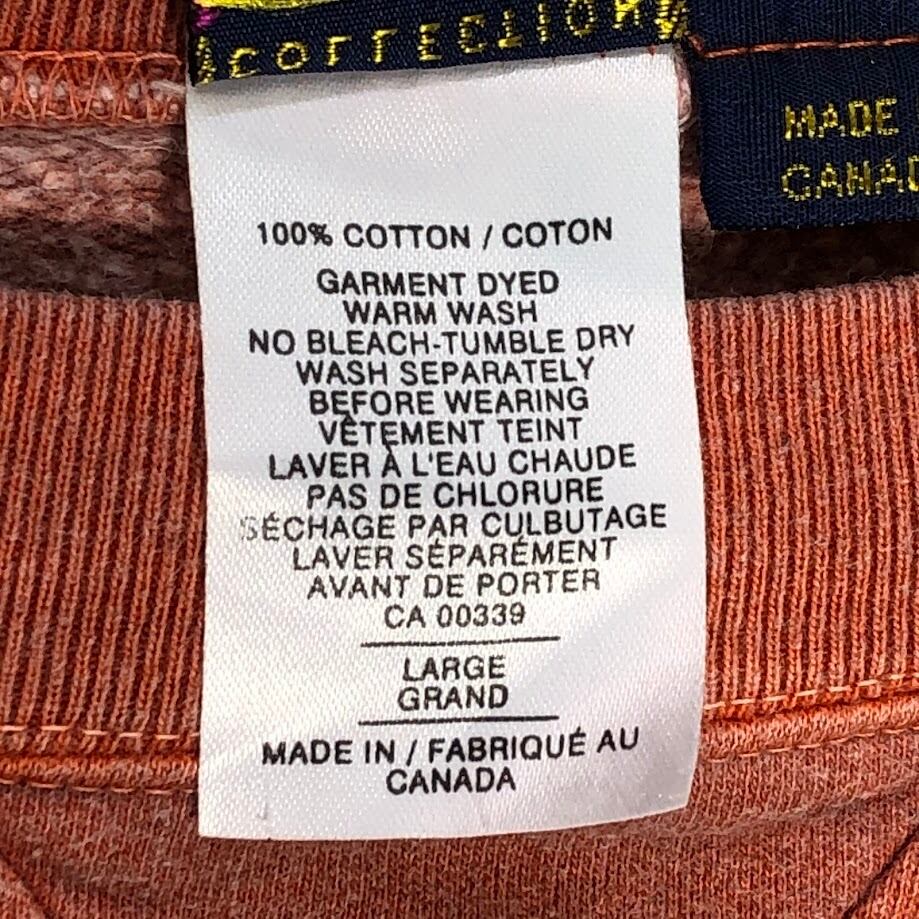 COLLECTION
MADE
100% COTTON / COTON
GARMENT DYED
WARM WASH
NO BLEACH-TUMBLE DRY
WASH SEPARATELY
BEFORE WEARING
VÊTEMENT TEINT
LAVER À L'EAU CHAUDE
PAS DE CHLORURE
SÉCHAGE PAR CULBUTAGE
LAVER SÉPARÉMENT
AVANT DE PORTER
CA 00339
LARGE
GRAND
MADE IN / FABRIQUÉ AU
CANADA